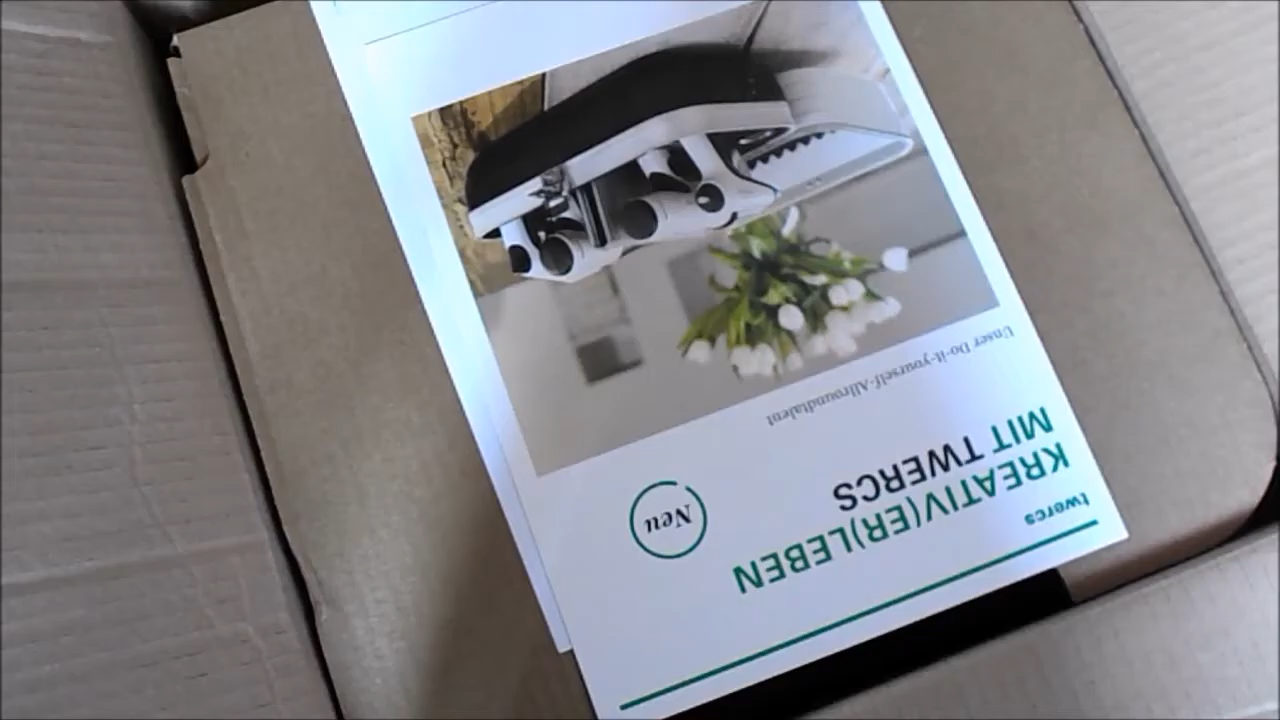 twercs
KREATIV(ER)LEBEN
MIT TWERCS
Neu
Unser Do-it-yourself-Allroundtalent